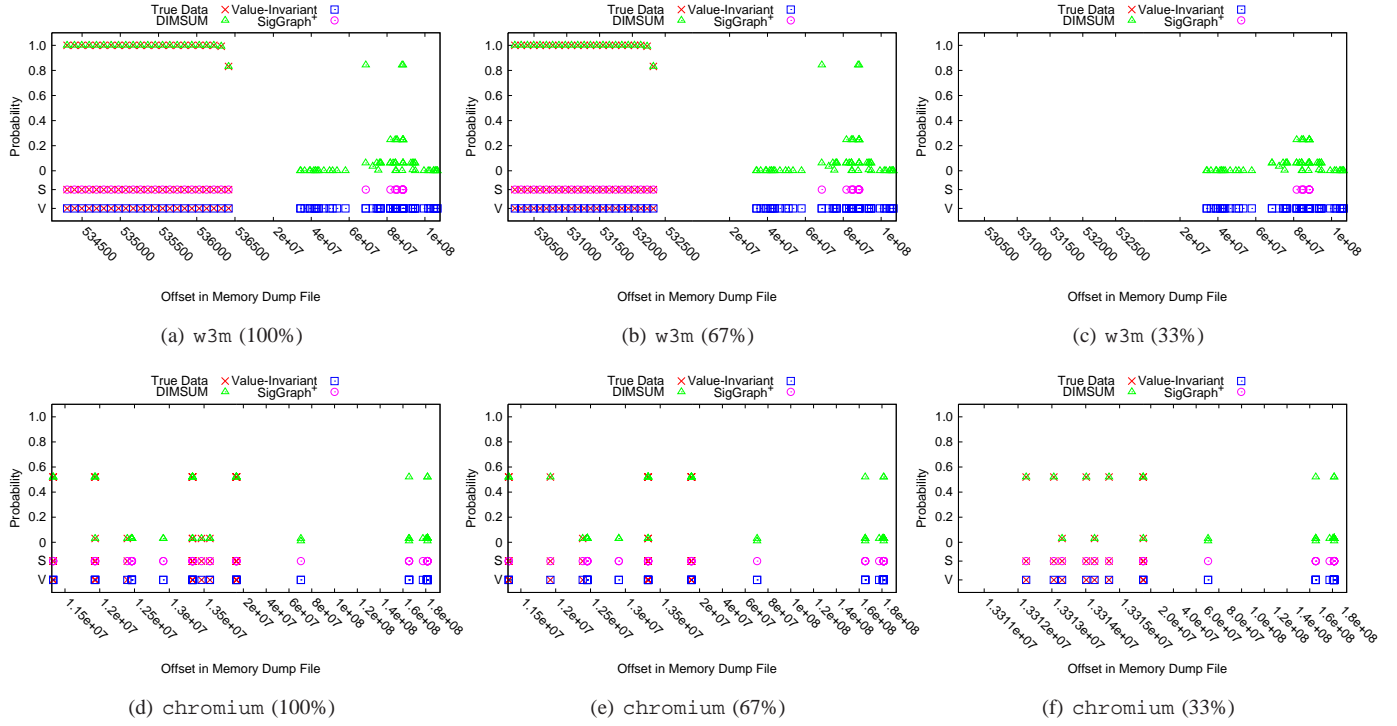 True Data Value-Invariant
DIMSUM SigGraph+
1.0
0.8
0.6
0.4
0.2
0
S
V
Probability
534500
535000
535500
536000
536500
2e+07
4e+07
6e+07
8e+07
1e+08
Offset in Memory Dump File
(a) w3m (100%)
True Data Value-Invariant
DIMSUM SigGraph+
1.0
0.8
0.6
0.4
0.2
0
S
V
Probability
530500
531000
531500
532000
532500
2e+07
4e+07
6e+07
8e+07
1e+08
Offset in Memory Dump File
(b) w3m (67%)
True Data Value-Invariant
DIMSUM SigGraph+
1.0
0.8
0.6
0.4
0.2
0
S
V
Probability
530500
531000
531500
532000
532500
2e+07
4e+07
6e+07
8e+07
1e+08
Offset in Memory Dump File
(c) w3m (33%)
True Data Value-Invariant
DIMSUM SigGraph+
1.0
0.8
0.6
0.4
0.2
0
S
V
Probability
1.15e+07
1.2e+07
1.25e+07
1.3e+07
1.35e+07
2e+07
4e+07
6e+07
8e+07
1e+08
1.2e+08
1.4e+08
1.6e+08
1.8e+08
Offset in Memory Dump File
(d) chromium (100%)
True Data Value-Invariant
DIMSUM SigGraph+
1.0
0.8
0.6
0.4
0.2
0
S
V
Probability
1.15e+07
1.2e+07
1.25e+07
1.3e+07
1.35e+07
2e+07
4e+07
6e+07
8e+07
1e+08
1.2e+08
1.4e+08
1.6e+08
1.8e+08
Offset in Memory Dump File
(e) chromium (67%)
True Data Value-Invariant
DIMSUM SigGraph+
1.0
0.8
0.6
0.4
0.2
0
S
V
Probability
1.3311e+07
1.3312e+07
1.3313e+07
1.3314e+07
1.3315e+07
2.0e+07
4.0e+07
6.0e+07
8.0e+07
1.0e+08
1.2e+08
1.4e+08
1.6e+08
1.8e+08
Offset in Memory Dump File
(f) chromium (33%)